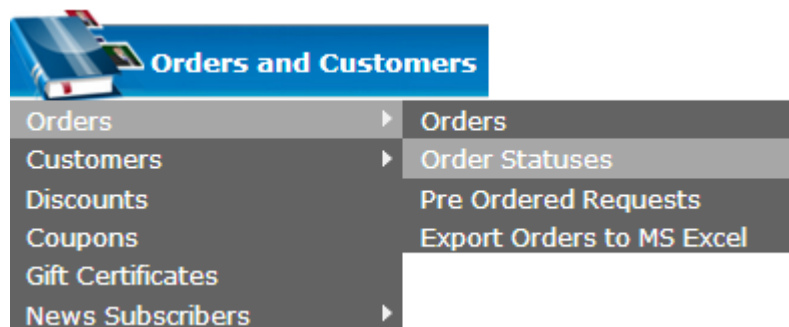 Orders and Customers
Orders
Customers
Discounts
Coupons
Gift Certificates
News Subscribers
Orders
Order Statuses
Pre Ordered Requests
Export Orders to MS Excel